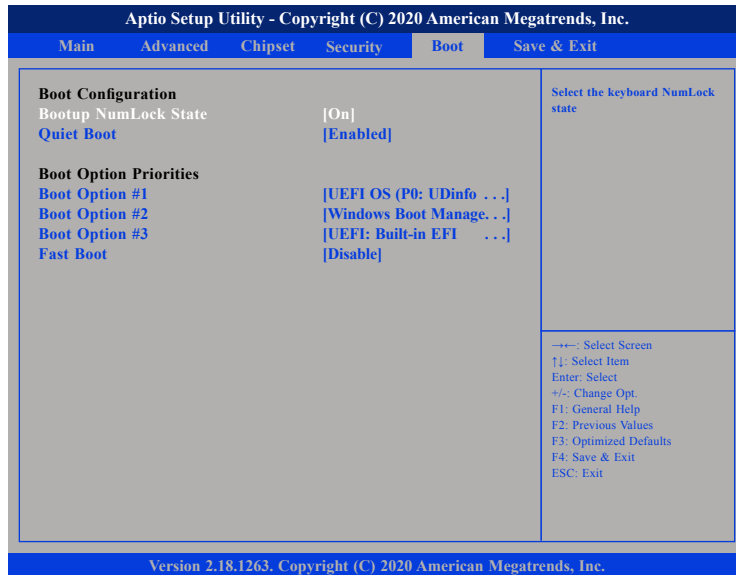 Aptio Setup Utility - Copyright (C) 2020 American Megatrends, Inc.
Main Advanced Chipset Security Boot Save & Exit
Boot Configuration
Bootup NumLock State [On]
Quiet Boot [Enabled]
Boot Option Priorities
Boot Option #1 [UEFI OS (P0: UDinfo . . .]
Boot Option #2 [Windows Boot Manage. . .]
Boot Option #3 [UEFI: Built-in EFI . . .]
Fast Boot [Disable]
Select the keyboard NumLock
state
→←: Select Screen
↑↓: Select Item
Enter: Select
+/-: Change Opt.
F1: General Help
F2: Previous Values
F3: Optimized Defaults
F4: Save & Exit
ESC: Exit
Version 2.18.1263. Copyright (C) 2020 American Megatrends, Inc.